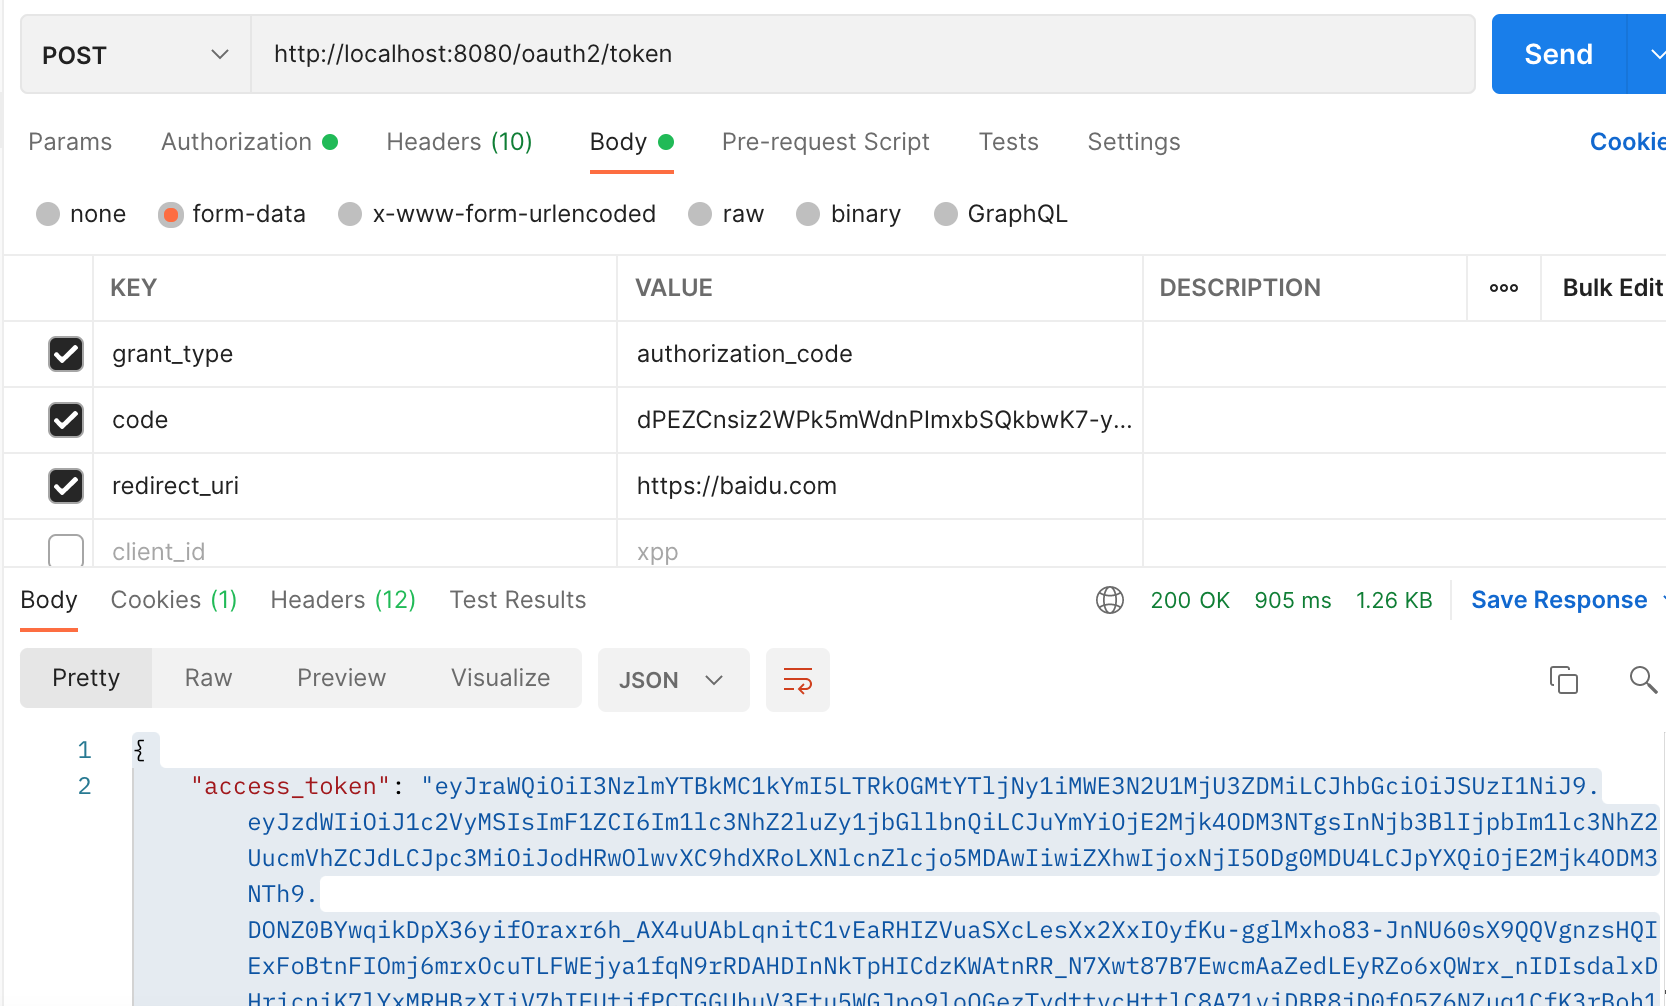 POST http://localhost:8080/oauth2/token Send
Params Authorization Headers (10) Body Pre-request Script Tests Settings Cookie
none form-data x-www-form-urlencoded raw binary GraphQL
KEY VALUE DESCRIPTION ooo Bulk Edit
grant_type authorization_code
code dPEZCnsiz2WPk5mWdnPImxbSQkbwK7-y...
redirect_uri https://baidu.com
client_id xpp
Body Cookies (1) Headers (12) Test Results 200 OK 905 ms 1.26 KB Save Response
Pretty Raw Preview Visualize JSON
1 {
2 "access_token": "eyJraWQiOiI3NzlmYTBkMC1kYmI5LTRkOGMtYTljNy1iMWE3N2U1MjU3ZDMiLCJhbGciOiJSUzI1NiJ9.
eyJzdWIiOiJ1c2VyMSIsImF1ZCI6Im1lc3NhZ2luZy1jbGllbnQiLCJuYmYiOjE2Mjk4ODM3NTgsInNjb3BlIjpbIm1lc3NhZ2
UucmVhZCJdLCJpc3MiOiJodHRwOlwvXC9hdXRoLXNlcnZlcjo5MDAwIiwiZXhwIjoxNjI5ODg0MDU4LCJpYXQiOjE2Mjk4ODM3
NTh9.
DONZ0BYwqikDpX36yifOraxr6h_AX4uUAbLqnitC1vEaRHIZVuaSXcLesXx2XxIOyfKu-gglMxho83-JnNU60sX9QQVgnzsHQI
ExFoBtnFIOmj6mrxOcuTLFWEjya1fqN9rRDAHDInNkTpHICdzKWAtnRR_N7Xwt87B7EwcmAaZedLEyRZo6xQWrx_nIDIsdalxD